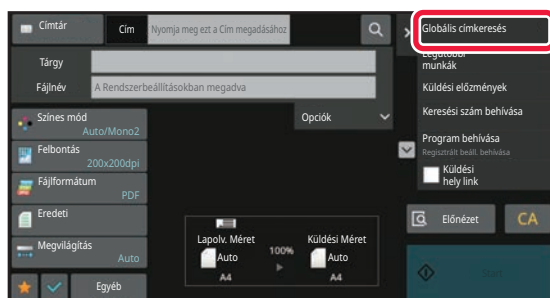 Címtár
Cím
Nyomja meg ezt a Cím megadásához
Globális címkeresés
Tárgy
Legutóbbi
munkák
Fájlnév
A Rendszerbeállításokban megadva
Küldési előzmények
Színes mód
Auto/Mono2
Opciók
Keresési szám behívása
Felbontás
200x200dpi
Program behívása
Regisztrált beáll. behívása
Fájlformátum
PDF
Küldési
hely link
Eredeti
Előnézet
CA
Lapolv. Méret
Küldési Méret
Megvilágítás
Auto
Auto
100%
Auto
A4
A4
Start
Egyéb